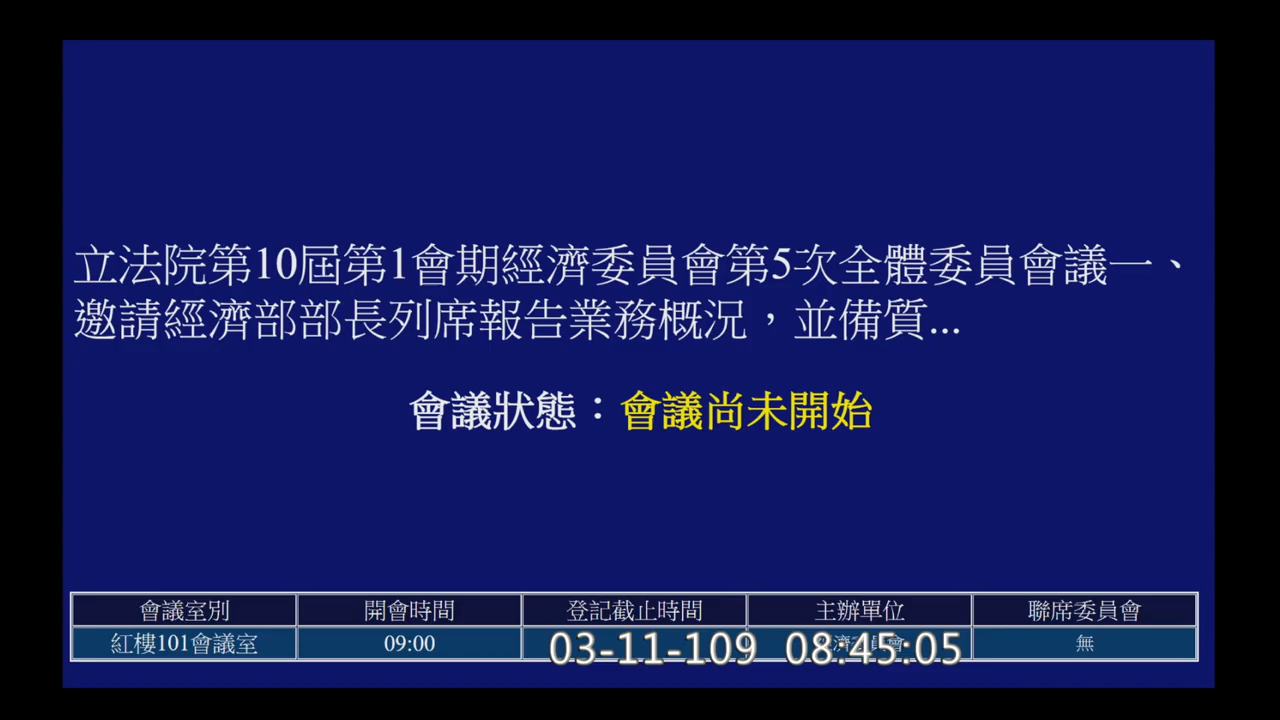 立法院第10屆第1會期經濟委員會第5次全體委員會議一、
邀請經濟部部長列席報告業務概況，並備質...
會議狀態：會議尚未開始
會議室別 開會時間 登記截止時間 主辦單位 聯席委員會
紅樓101會議室 09:00 無
03-11-109 08:45:05